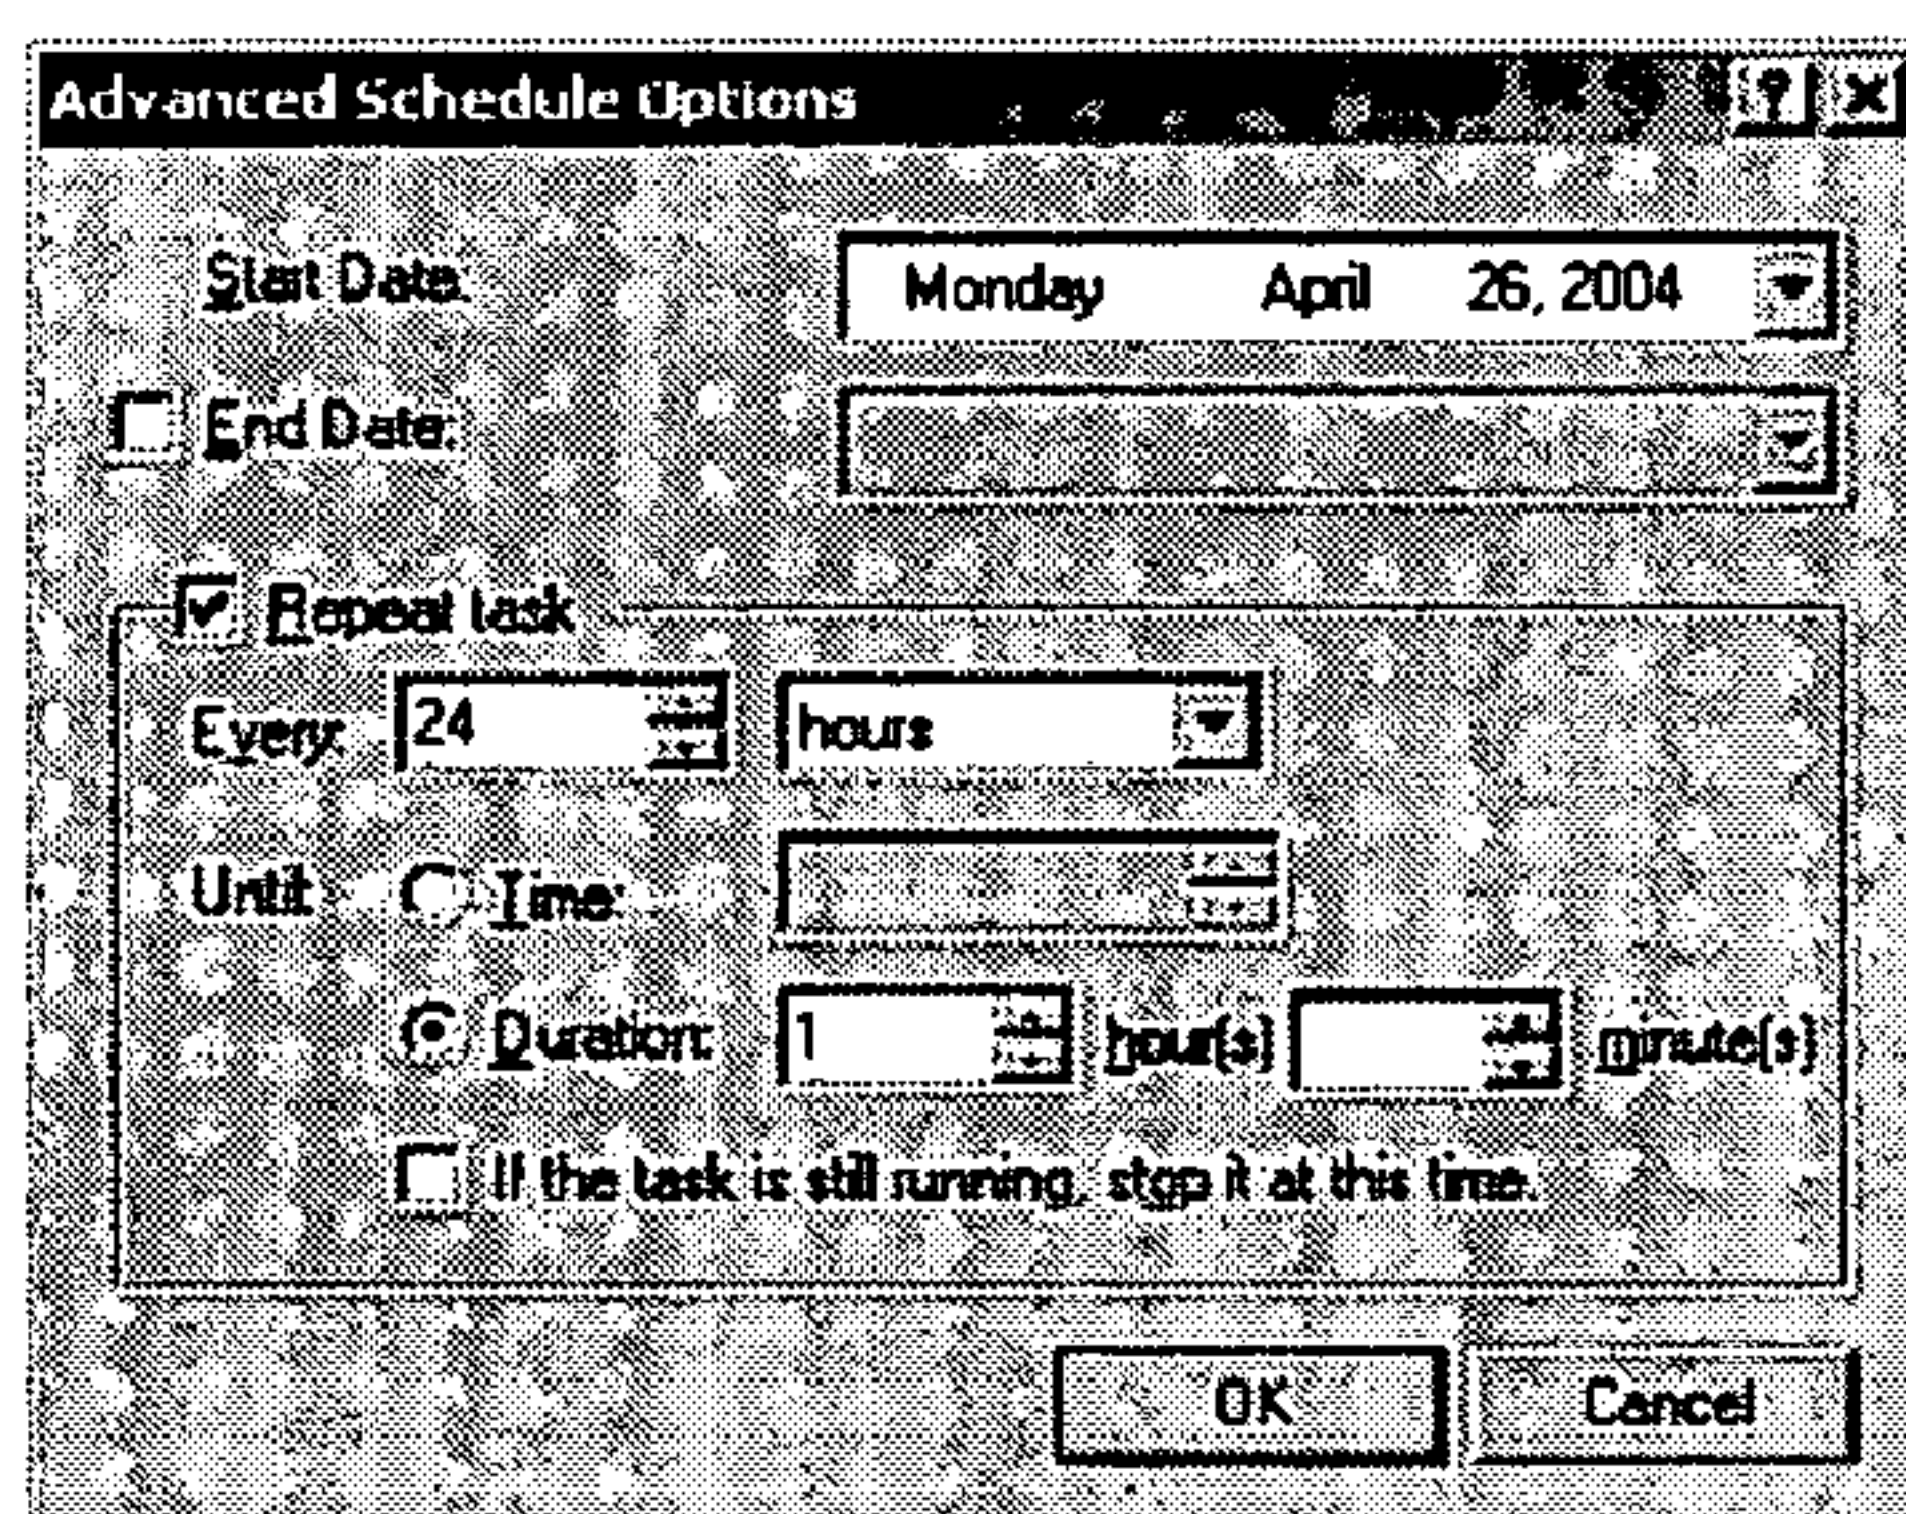 Advanced Schedule Options
Start Date: Monday April 26, 2004
End Date:
Repeat task
Every: 24 hours
Until: Time:
Duration: 1 hour(s) minute(s)
If the task is still running, stop it at this time.
OK Cancel